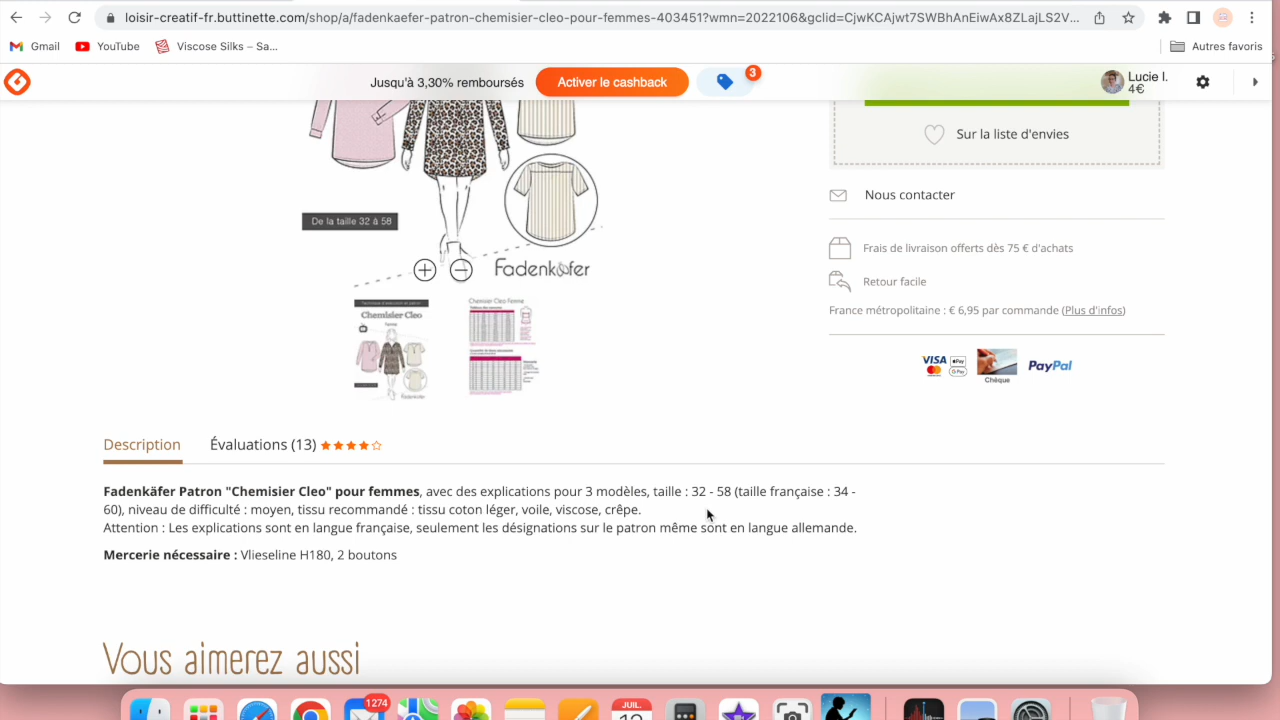 loisir-creatif-fr.buttinette.com/shop/a/fadenkaefer-patron-chemisier-cleo-pour-femmes-403451?wmn=2022106&gclid=CjwKCAjwt7SWBhAnEiwAx8ZLajLS2V...
Gmail
YouTube
Viscose Silks – Sa...
Autres favoris
Jusqu'à 3,30% remboursés
Activer le cashback
3
Lucie I.
4€
Sur la liste d'envies
De la taille 32 à 58
Fadenkäfer
Nous contacter
Frais de livraison offerts dès 75 € d'achats
Retour facile
France métropolitaine : € 6,95 par commande (Plus d'infos)
Chemisier Cleo
Chemisier Cleo Femme
VISA
Pay
G Pay
Chèque
PayPal
Description
Évaluations (13)
Fadenkäfer Patron "Chemisier Cleo" pour femmes, avec des explications pour 3 modèles, taille : 32 - 58 (taille française : 34 -
60), niveau de difficulté : moyen, tissu recommandé : tissu coton léger, voile, viscose, crêpe.
Attention : Les explications sont en langue française, seulement les désignations sur le patron même sont en langue allemande.
Mercerie nécessaire : Vlieseline H180, 2 boutons
Vous aimerez aussi
1274
JUIL.